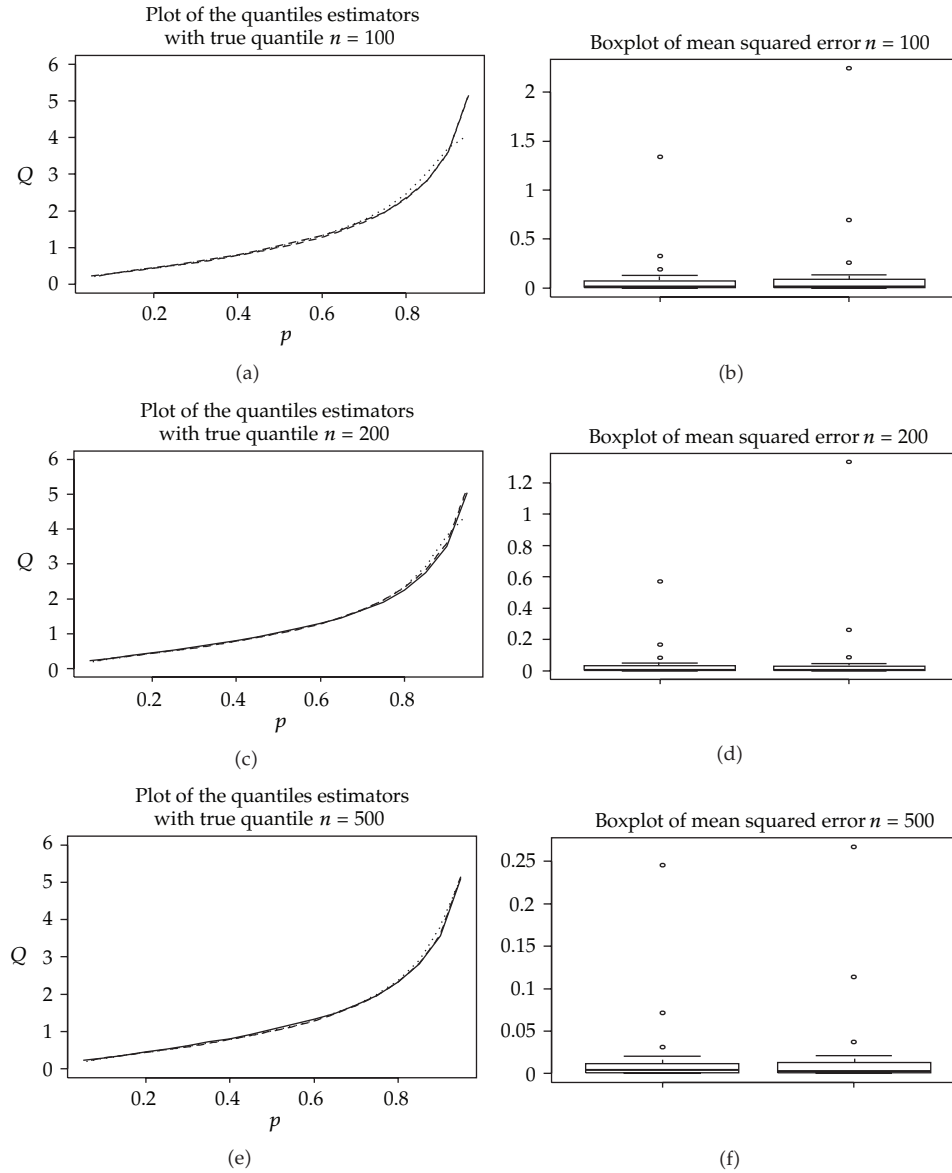 Plot of the quantiles estimators
with true quantile n = 100
6
5
4
3
2
1
0
Q
0.2 0.4 0.6 0.8
p
(a)
Boxplot of mean squared error n = 100
2
1.5
1
0.5
0
(b)
Plot of the quantiles estimators
with true quantile n = 200
6
5
4
3
2
1
0
Q
0.2 0.4 0.6 0.8
p
(c)
Boxplot of mean squared error n = 200
1.2
1
0.8
0.6
0.4
0.2
0
(d)
Plot of the quantiles estimators
with true quantile n = 500
6
5
4
3
2
1
0
Q
0.2 0.4 0.6 0.8
p
(e)
Boxplot of mean squared error n = 500
0.25
0.2
0.15
0.1
0.05
0
(f)